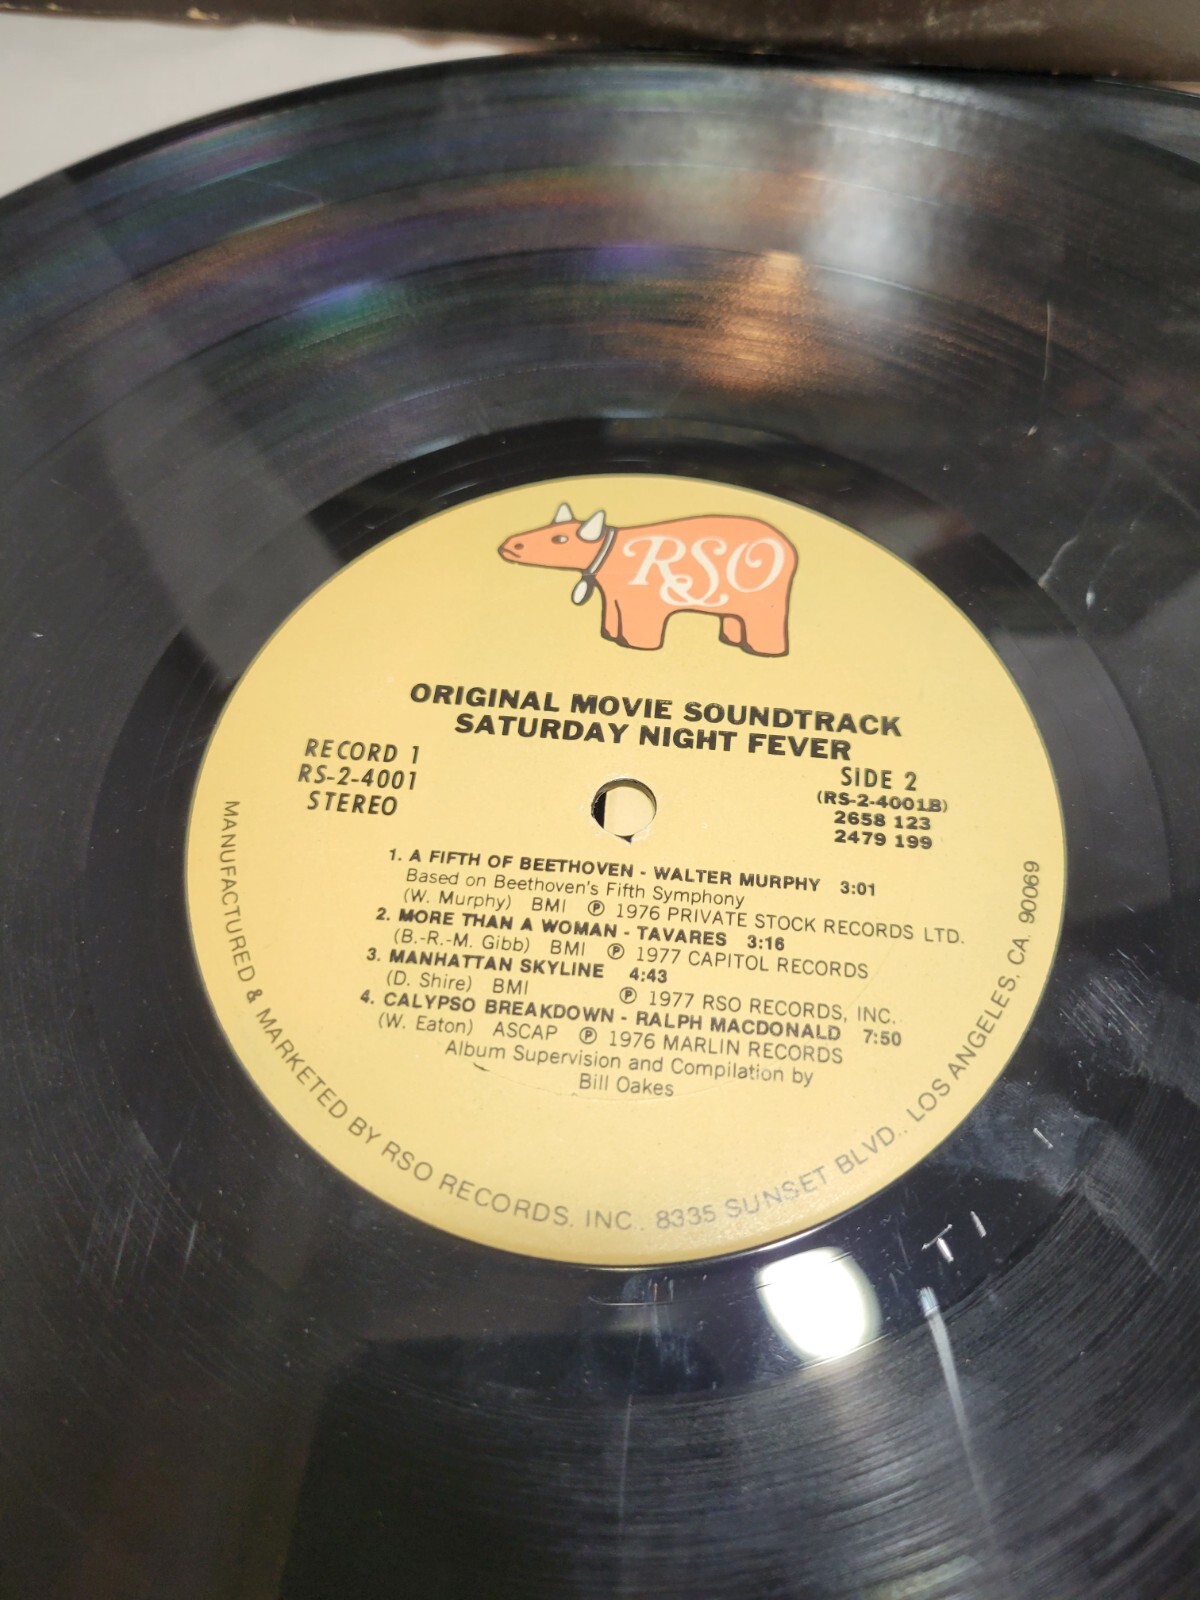 RSO
ORIGINAL MOVIE SOUNDTRACK
SATURDAY NIGHT FEVER
RECORD 1
RS-2-4001
STEREO
SIDE 2
(RS-2-4001B)
2658 123
2479 199
1. A FIFTH OF BEETHOVEN - WALTER MURPHY 3:01
Based on Beethoven's Fifth Symphony
(W. Murphy) BMI ℗ 1976 PRIVATE STOCK RECORDS LTD.
2. MORE THAN A WOMAN - TAVARES 3:16
(B.-R.-M. Gibb) BMI ℗ 1977 CAPITOL RECORDS
3. MANHATTAN SKYLINE 4:43
(D. Shire) BMI ℗ 1977 RSO RECORDS, INC.
4. CALYPSO BREAKDOWN - RALPH MACDONALD 7:50
(W. Eaton) ASCAP ℗ 1976 MARLIN RECORDS
Album Supervision and Compilation by
Bill Oakes
MANUFACTURED & MARKETED BY RSO RECORDS, INC., 8335 SUNSET BLVD., LOS ANGELES, CA. 90069